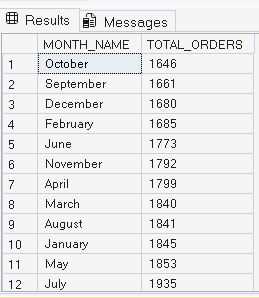 Results Messages
MONTH_NAME TOTAL_ORDERS
1 October 1646
2 September 1661
3 December 1680
4 February 1685
5 June 1773
6 November 1792
7 April 1799
8 March 1840
9 August 1841
10 January 1845
11 May 1853
12 July 1935